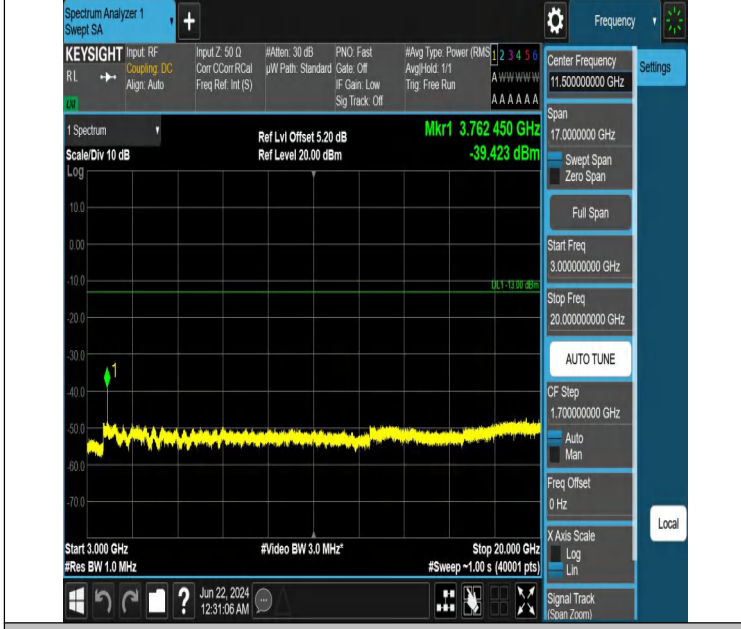 Spectrum Analyzer 1
Swept SA
Frequency
KEYSIGHT
RL
LXI
Input: RF
Coupling: DC
Align: Auto
Input Z: 50 Ω
Corr CCorr RCal
Freq Ref: Int (S)
#Atten: 30 dB
µW Path: Standard
PNO: Fast
Gate: Off
IF Gain: Low
Sig Track: Off
#Avg Type: Power (RMS
Avg|Hold: 1/1
Trig: Free Run
1 2 3 4 5 6
A W W W W W
A A A A A A
1 Spectrum
Scale/Div 10 dB
Log
Ref Lvl Offset 5.20 dB
Ref Level 20.00 dBm
Mkr1 3.762 450 GHz
-39.423 dBm
10.0
0.00
-10.0
DL1 -13.00 dBm
-20.0
-30.0
1
-40.0
-50.0
-60.0
-70.0
Start 3.000 GHz
#Res BW 1.0 MHz
#Video BW 3.0 MHz*
Stop 20.000 GHz
#Sweep ~1.00 s (40001 pts)
?
Jun 22, 2024
12:31:06 AM
Center Frequency
11.500000000 GHz
Settings
Span
17.0000000 GHz
Swept Span
Zero Span
Full Span
Start Freq
3.000000000 GHz
Stop Freq
20.000000000 GHz
AUTO TUNE
CF Step
1.700000000 GHz
Auto
Man
Freq Offset
0 Hz
X Axis Scale
Log
Lin
Local
Signal Track
(Span Zoom)